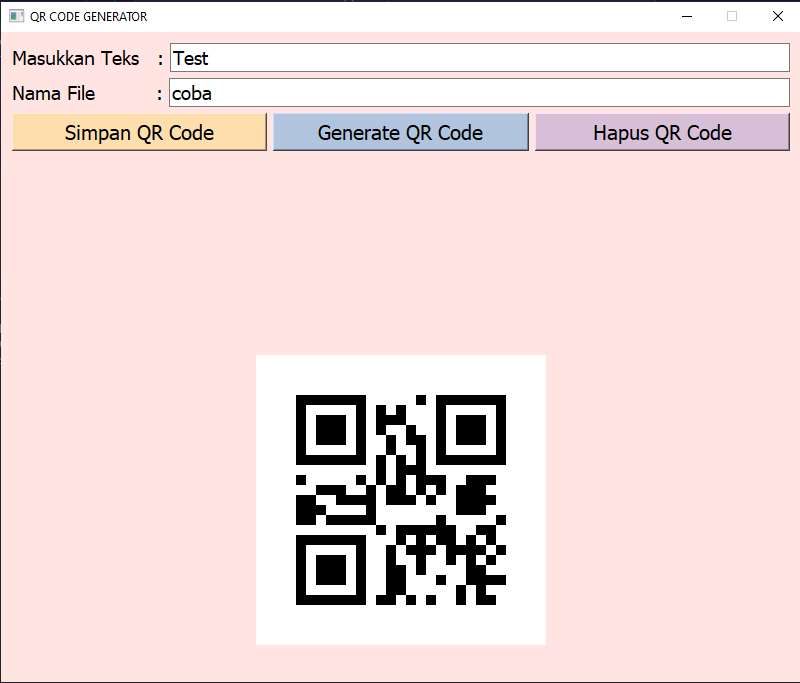 QR CODE GENERATOR
Masukkan Teks : Test
Nama File : coba
Simpan QR Code Generate QR Code Hapus QR Code